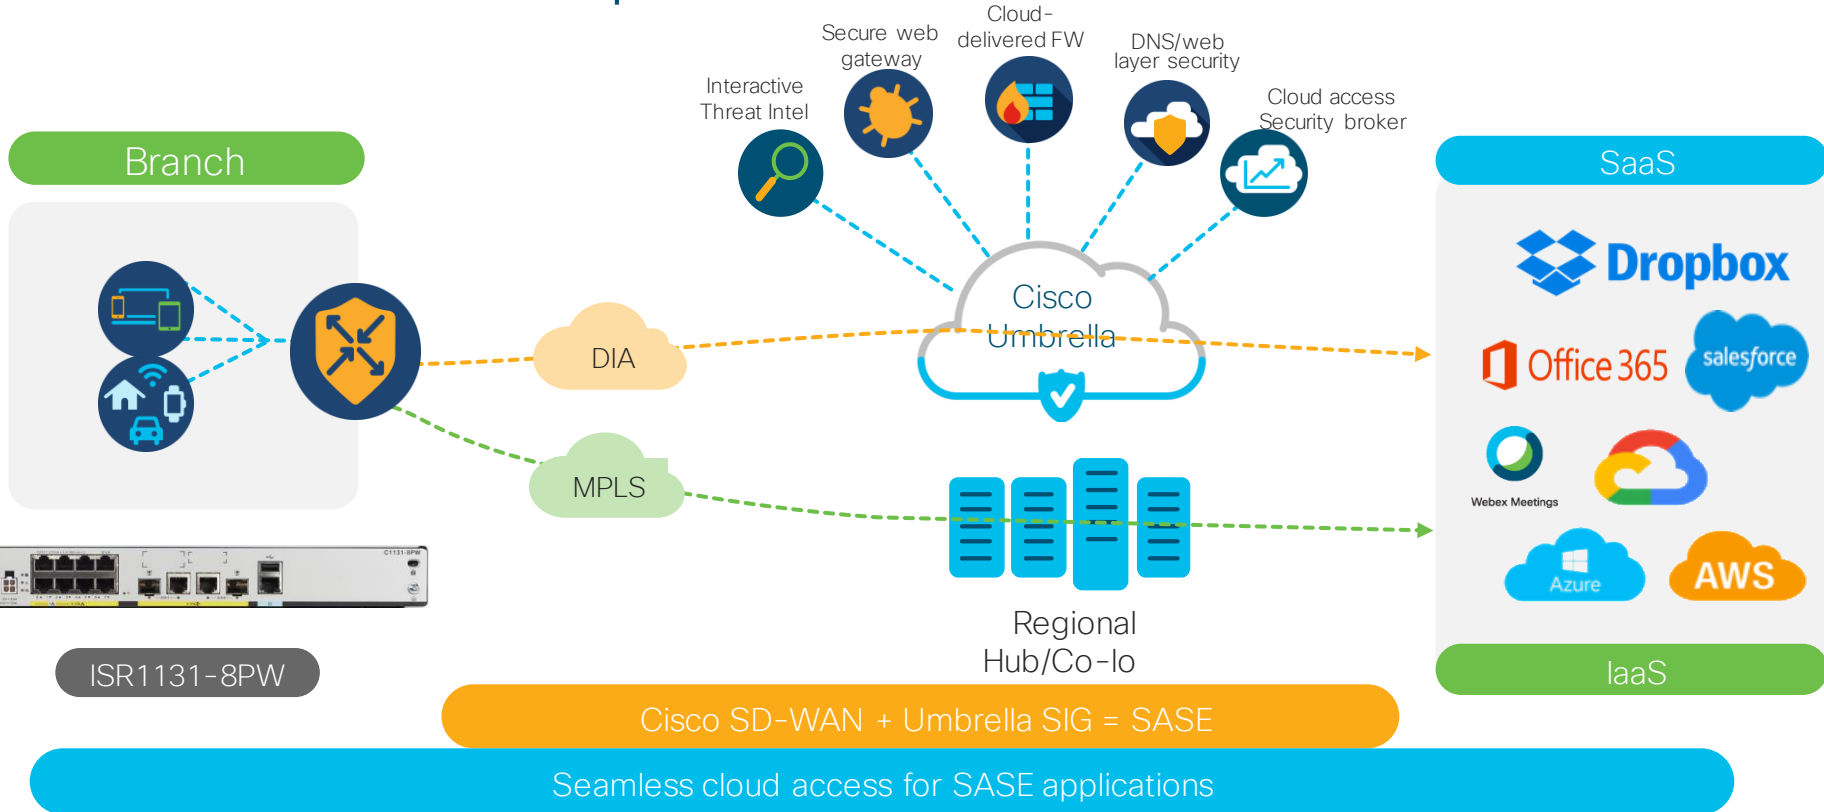 Cloud-
delivered FW
Secure web
gateway
DNS/web
layer security
Interactive
Threat Intel
Cloud access
Security broker
Branch
SaaS
Dropbox
Cisco
Umbrella
DIA
Office 365
salesforce
MPLS
Webex Meetings
C1131-8PW
Azure
AWS
Regional
Hub/Co-lo
ISR1131-8PW
IaaS
Cisco SD-WAN + Umbrella SIG = SASE
Seamless cloud access for SASE applications